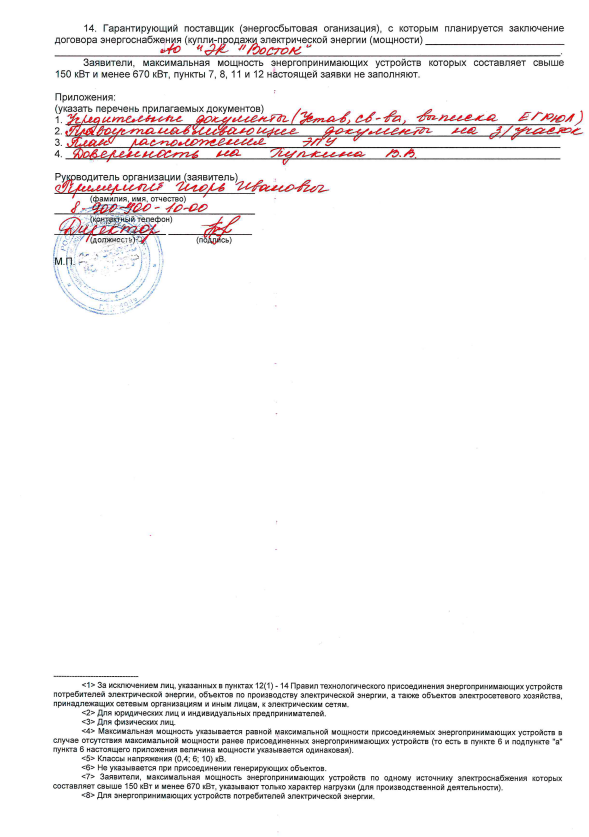 14. Гарантирующий поставщик (энергосбытовая оганизация), с которым планируется заключение
договора энергоснабжения (купли-продажи электрической энергии (мощности)
АО "ЭК "Восток"
Заявители, максимальная мощность энергопринимающих устройств которых составляет свыше
150 кВт и менее 670 кВт, пункты 7, 8, 11 и 12 настоящей заявки не заполняют.
Приложения:
(указать перечень прилагаемых документов)
1. Учредительные документы (Устав, св-ва, выписка ЕГРЮЛ)
2. Правоустанавливающие документы на з/участок
3. План расположения ЭПУ
4. Доверенность на Пупкина В.В.
Руководитель организации (заявитель)
Примерный Игорь Иванович
(фамилия, имя, отчество)
8-900-900-10-00
(контактный телефон)
Директор
(должность) (подпись)
М.П.
<1> За исключением лиц, указанных в пунктах 12(1) - 14 Правил технологического присоединения энергопринимающих устройств
потребителей электрической энергии, объектов по производству электрической энергии, а также объектов электросетевого хозяйства,
принадлежащих сетевым организациям и иным лицам, к электрическим сетям.
<2> Для юридических лиц и индивидуальных предпринимателей.
<3> Для физических лиц.
<4> Максимальная мощность указывается равной максимальной мощности присоединяемых энергопринимающих устройств в
случае отсутствия максимальной мощности ранее присоединенных энергопринимающих устройств (то есть в пункте 6 и подпункте "а"
пункта 6 настоящего приложения величина мощности указывается одинаковая).
<5> Классы напряжения (0,4; 6; 10) кВ.
<6> Не указывается при присоединении генерирующих объектов.
<7> Заявители, максимальная мощность энергопринимающих устройств по одному источнику электроснабжения которых
составляет свыше 150 кВт и менее 670 кВт, указывают только характер нагрузки (для производственной деятельности).
<8> Для энергопринимающих устройств потребителей электрической энергии.